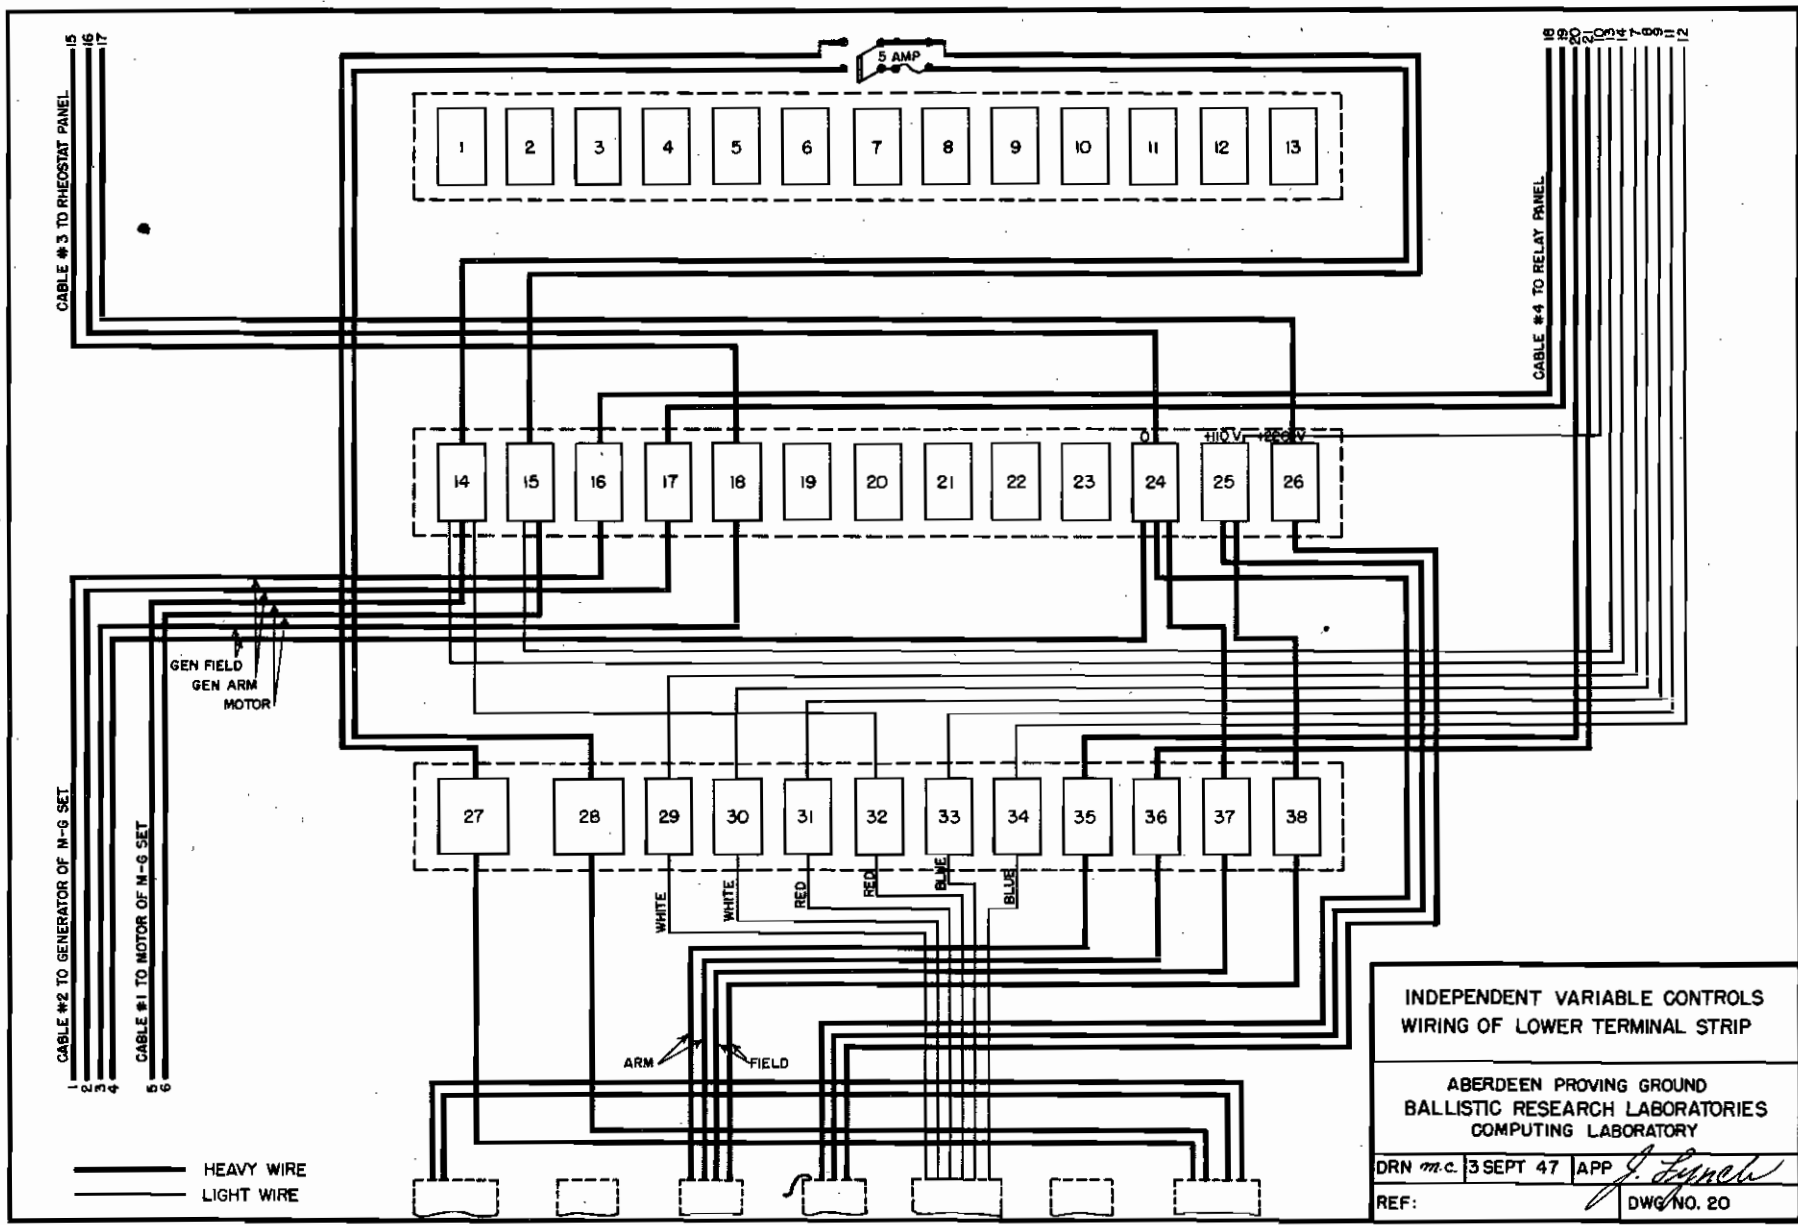 15
16
17
CABLE #3 TO RHEOSTAT PANEL
5 AMP
18
19
20
21
10
13
14
7
8
9
11
12
CABLE #4 TO RELAY PANEL
1 2 3 4 5 6 7 8 9 10 11 12 13
0 +110 V +220 V
14 15 16 17 18 19 20 21 22 23 24 25 26
GEN FIELD
GEN ARM
MOTOR
27 28 29 30 31 32 33 34 35 36 37 38
WHITE
WHITE
RED
RED
BLUE
BLUE
CABLE #2 TO GENERATOR OF M-G SET
CABLE #1 TO MOTOR OF M-G SET
1
2
3
4
5
6
ARM
FIELD
HEAVY WIRE
LIGHT WIRE
INDEPENDENT VARIABLE CONTROLS
WIRING OF LOWER TERMINAL STRIP
ABERDEEN PROVING GROUND
BALLISTIC RESEARCH LABORATORIES
COMPUTING LABORATORY
DRN m.c. 3 SEPT 47 APP J. Lynch
REF: DWG NO. 20